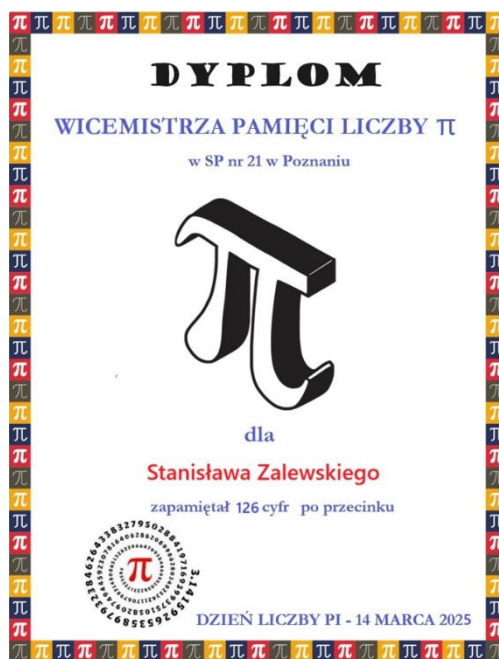 DYPLOM
WICEMISTRZA PAMIĘCI LICZBY π
w SP nr 21 w Poznaniu
π
dla
Stanisława Zalewskiego
zapamiętał 126 cyfr po przecinku
π
DZIEŃ LICZBY PI - 14 MARCA 2025